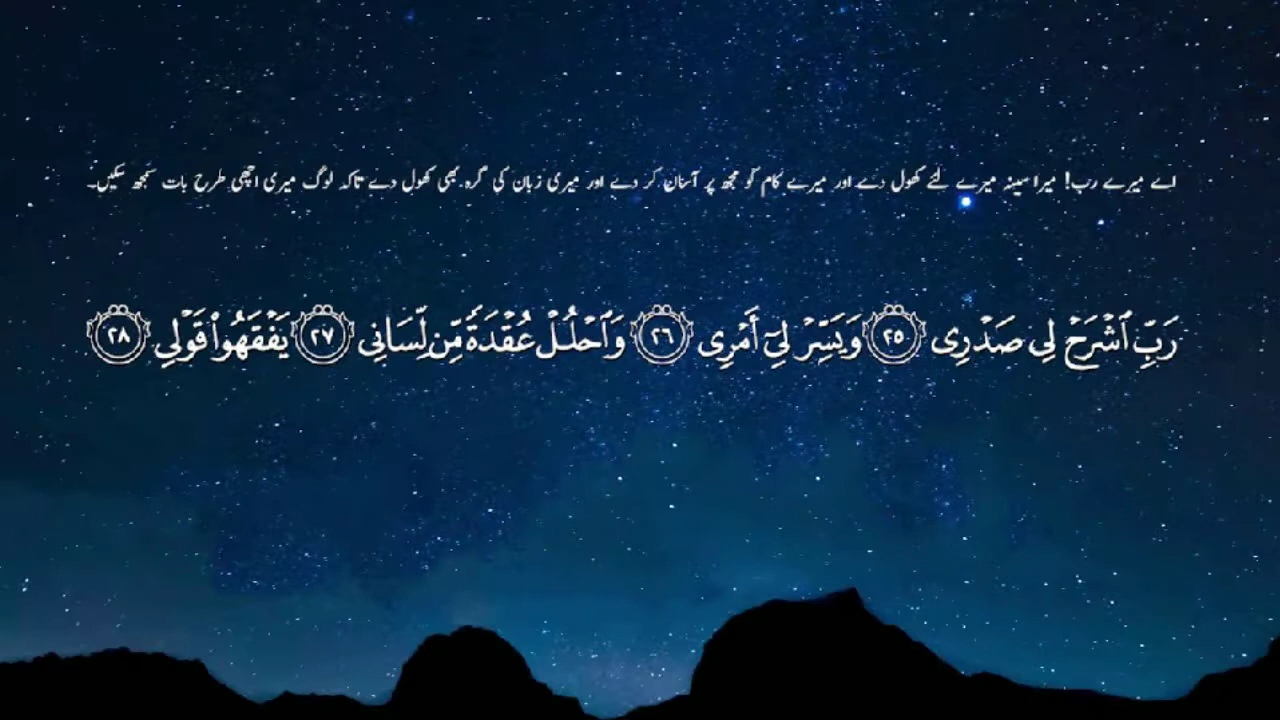 اے میرے رب! میرا سینہ میرے لئے کھول دے اور میرے کام کو مجھ پر آسان کر دے اور میری زبان کی گرہ بھی کھول دے تاکہ لوگ میری اچھی طرح بات سمجھ سکیں۔
رَبِّ ٱشْرَحْ لِى صَدْرِى ٢٥ وَيَسِّرْ لِىٓ أَمْرِى ٢٦ وَٱحْلُلْ عُقْدَةً مِّن لِّسَانِى ٢٧ يَفْقَهُوا۟ قَوْلِى ٢٨